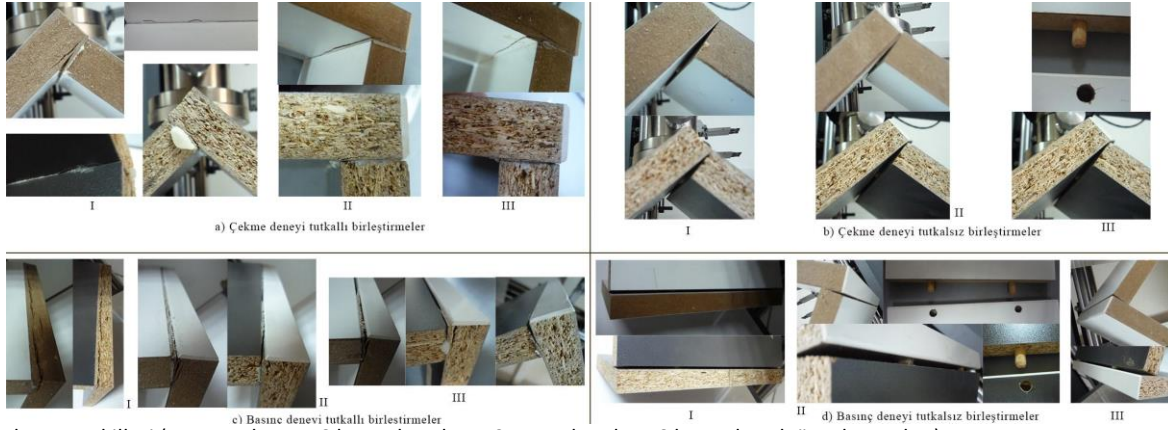 I
II
III
a) Çekme deneyi tutkallı birleştirmeler
I
II
III
b) Çekme deneyi tutkalsız birleştirmeler
I
II
III
c) Basınç deneyi tutkallı birleştirmeler
I
II
III
d) Basınç deneyi tutkalsız birleştirmeler